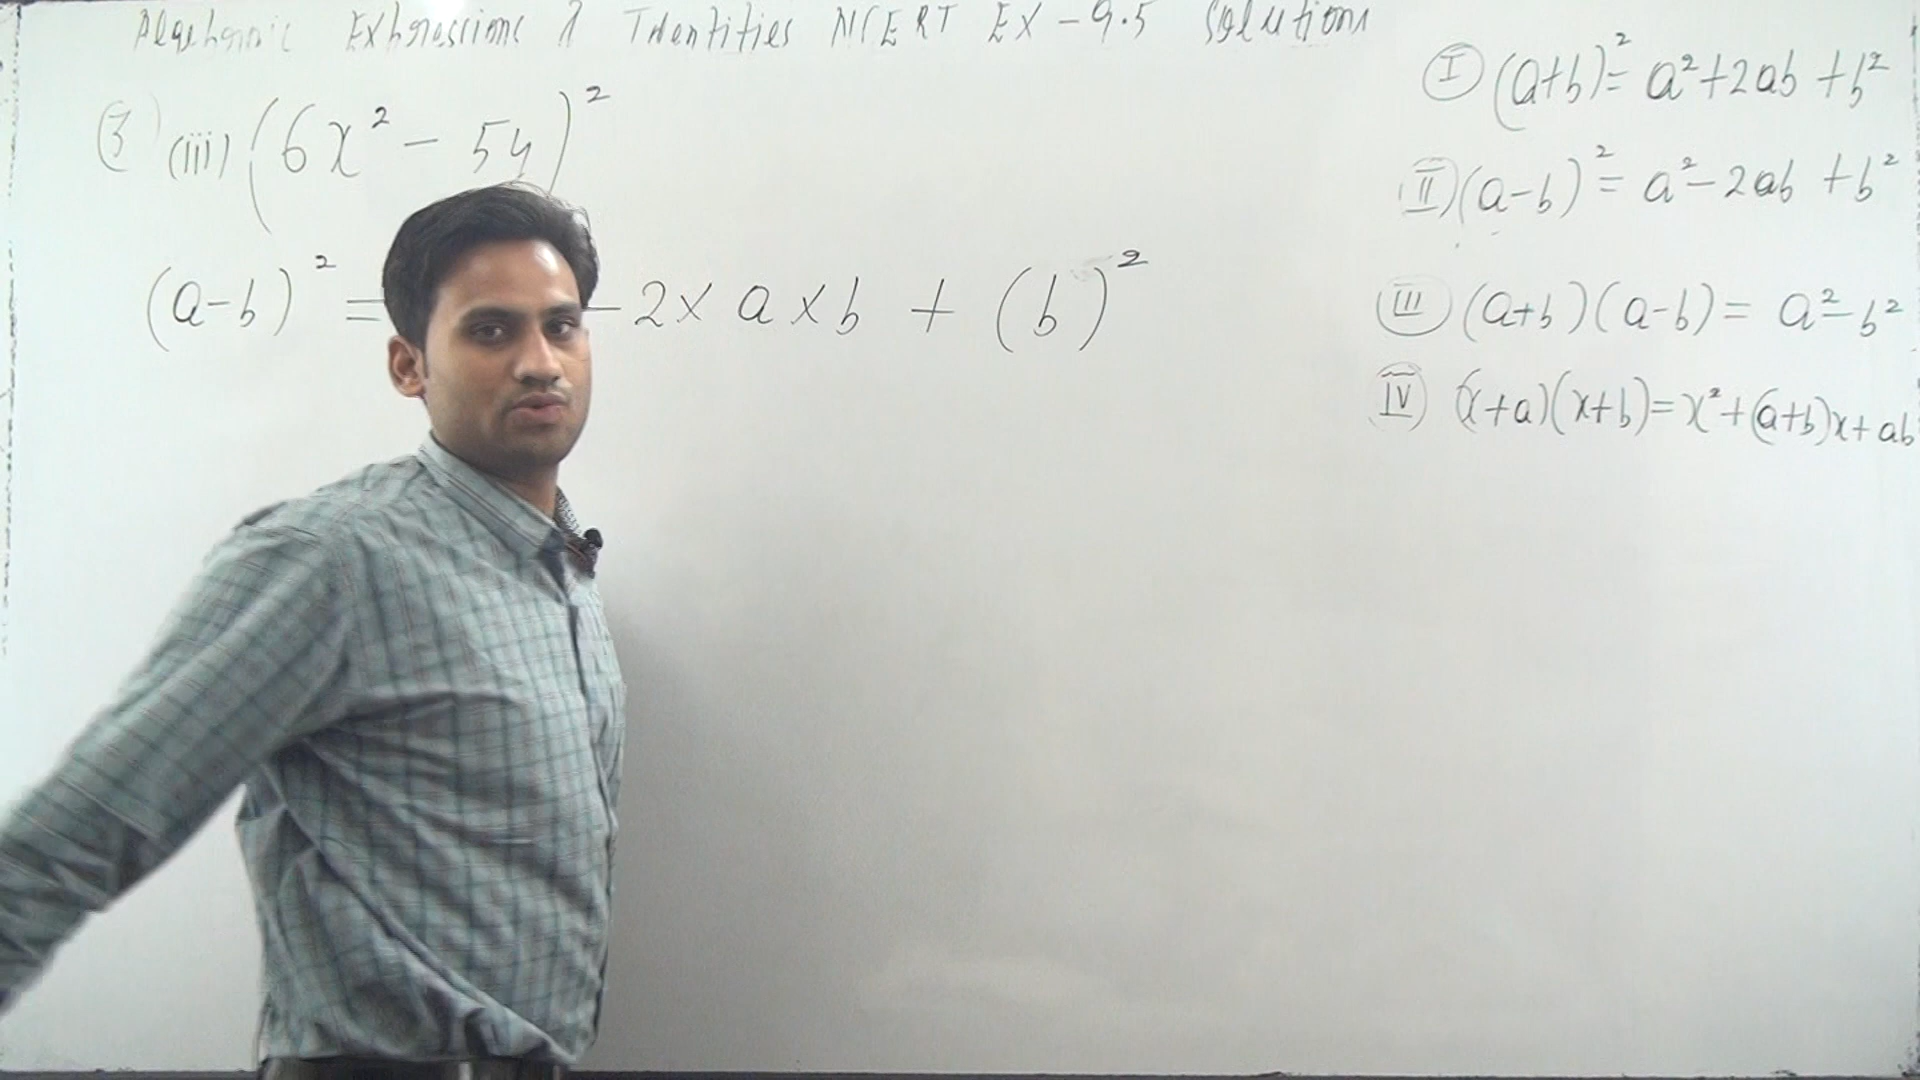 Algebraic Expressions & Identities NCERT EX-9.5 Solutions
③ (iii) (6x² - 5y)²
(a-b)² = - 2 x a x b + (b)²
Ⓘ (a+b)² = a² + 2ab + b²
II (a-b)² = a² - 2ab + b²
III (a+b)(a-b) = a² - b²
IV (x+a)(x+b) = x² + (a+b)x + ab